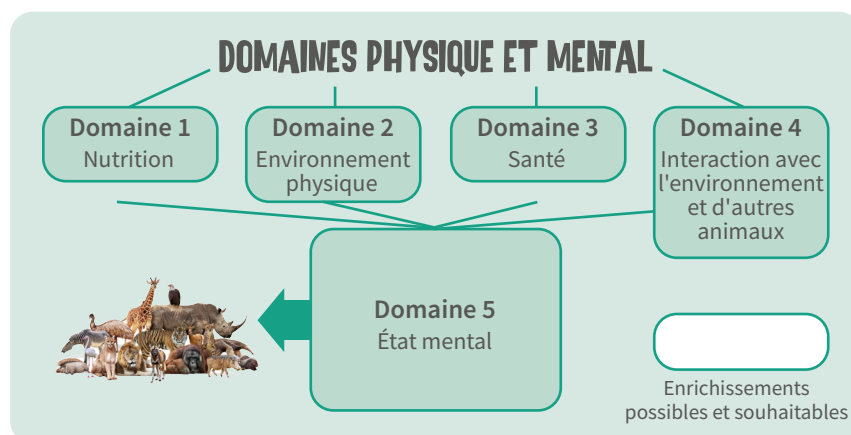 DOMAINES PHYSIQUE ET MENTAL
Domaine 1
Nutrition
Domaine 2
Environnement
physique
Domaine 3
Santé
Domaine 4
Interaction avec
l'environnement
et d'autres
animaux
Domaine 5
État mental
Enrichissements
possibles et souhaitables